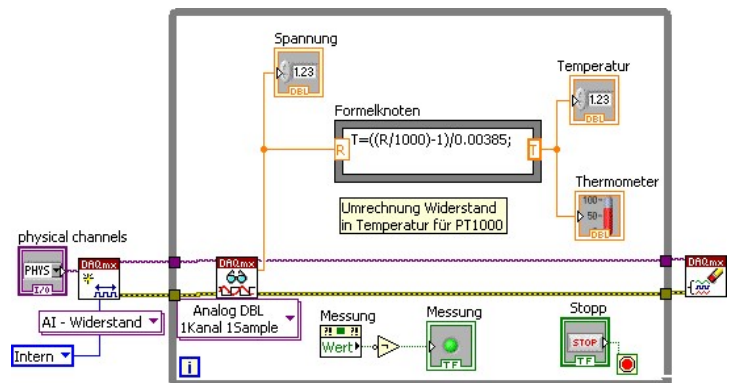 Spannung
1.23
DBL
Temperatur
1.23
DBL
Formelknoten
R
T=((R/1000)-1)/0.00385;
T
Thermometer
100-
50-
DBL
Umrechnung Widerstand
in Temperatur für PT1000
physical channels
PHYS
I/O
DAQmx
DAQmx
DAQmx
AI - Widerstand
Analog DBL
1Kanal 1Sample
Intern
i
Messung
Wert
Messung
TF
Stopp
STOP
TF